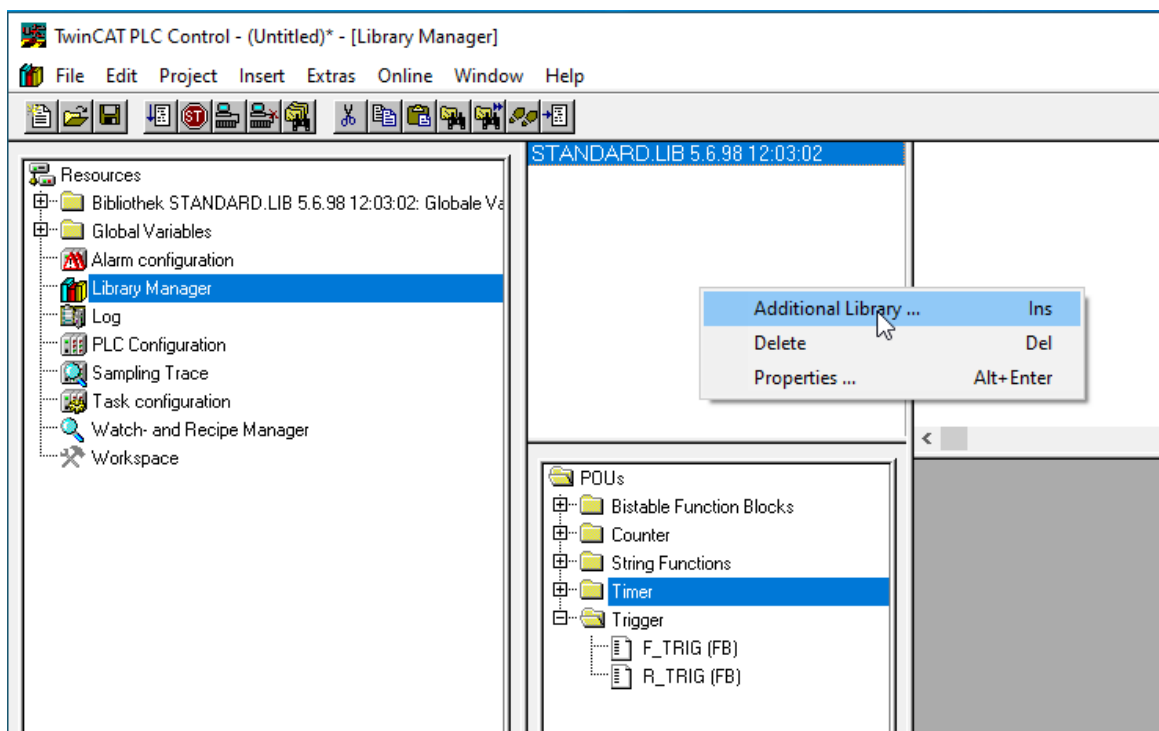 TwinCAT PLC Control - (Untitled)* - [Library Manager]
File Edit Project Insert Extras Online Window Help
ST
Resources
Bibliothek STANDARD.LIB 5.6.98 12:03:02: Globale Va
Global Variables
Alarm configuration
Library Manager
Log
PLC Configuration
Sampling Trace
Task configuration
Watch- and Recipe Manager
Workspace
STANDARD.LIB 5.6.98 12:03:02
Additional Library ... Ins
Delete Del
Properties ... Alt+Enter
POUs
Bistable Function Blocks
Counter
String Functions
Timer
Trigger
F_TRIG (FB)
R_TRIG (FB)